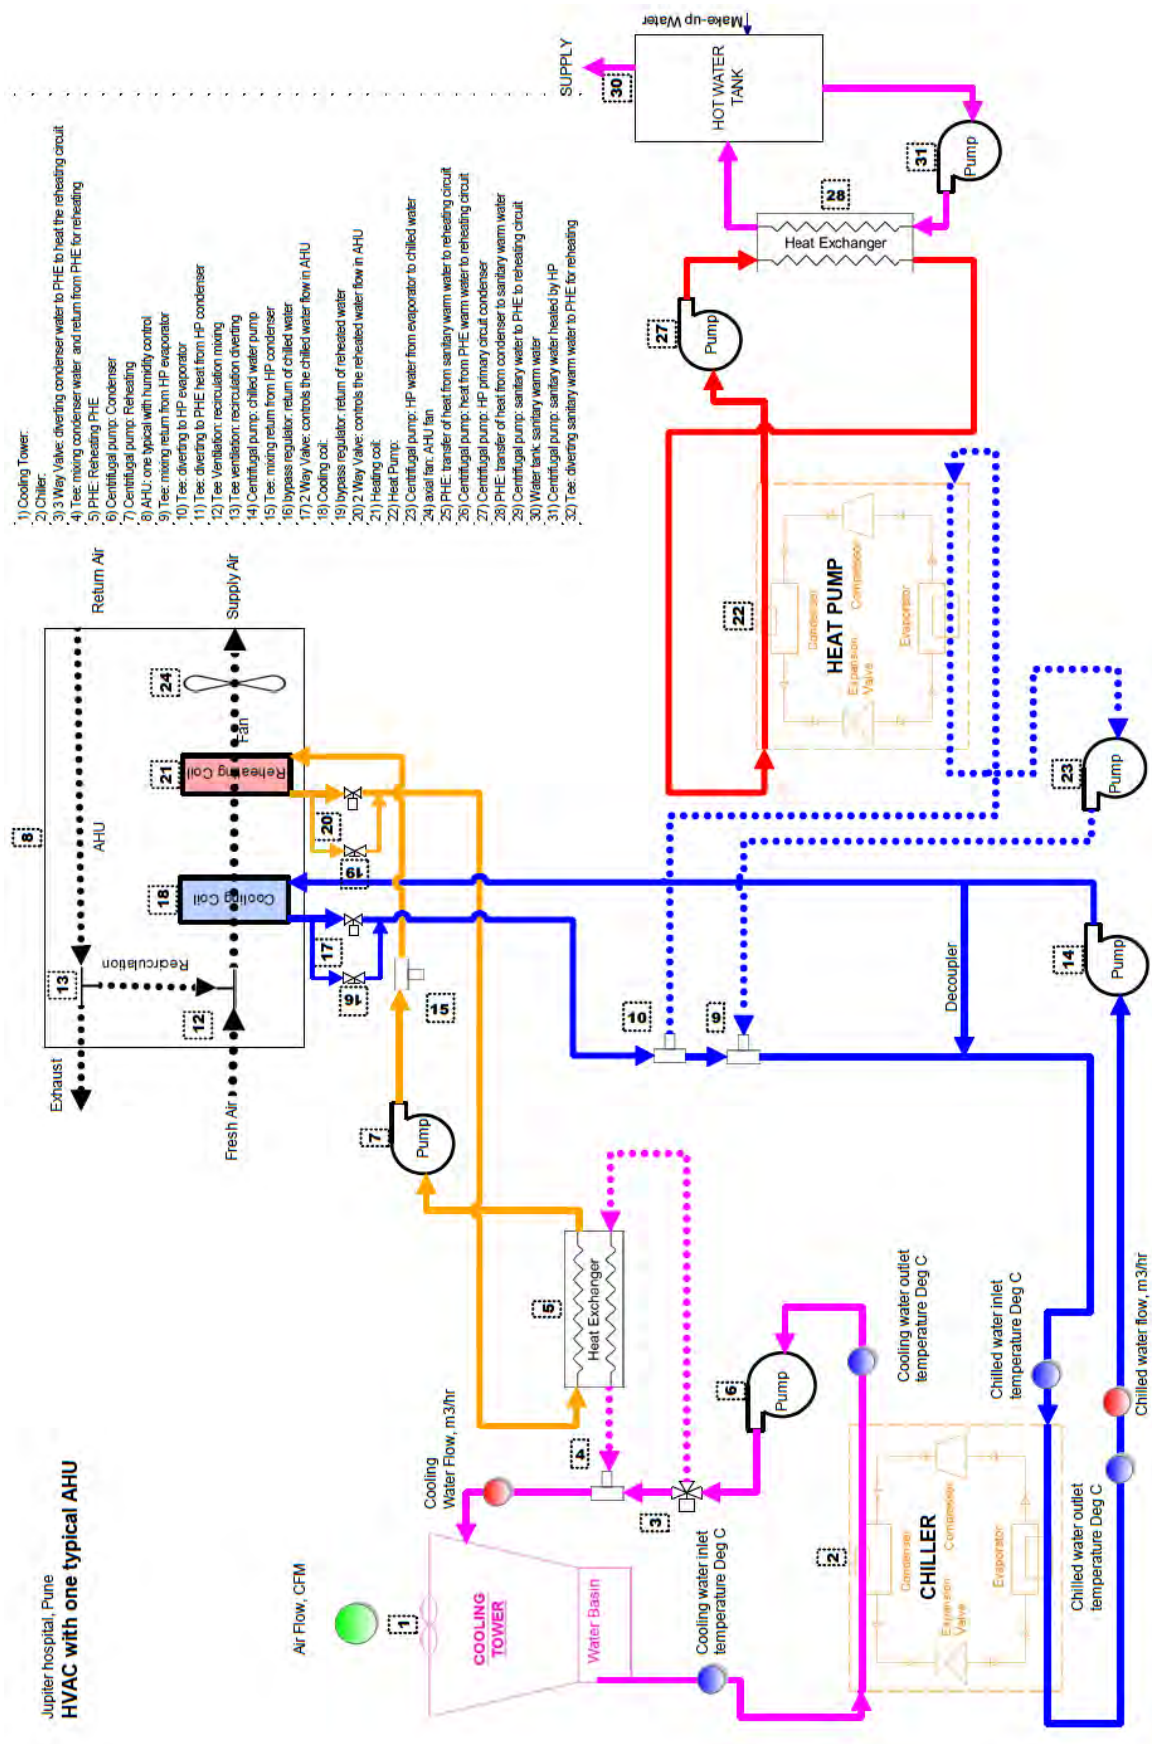 Jupiter hospital, Pune
HVAC with one typical AHU
1) Cooling Tower:
2) Chiller:
3) 3 Way Valve: diverting condenser water to PHE to heat the reheating circuit
4) Tee: mixing condenser water and return from PHE for reheating
5) PHE: Reheating PHE
6) Centrifugal pump: Condenser
7) Centrifugal pump: Reheating
8) AHU: one typical with humidity control
9) Tee: mixing return from HP evaporator
10) Tee: diverting to HP evaporator
11) Tee: diverting to PHE heat from HP condenser
12) Tee Ventilation: recirculation mixing
13) Tee ventilation: recirculation diverting
14) Centrifugal pump: chilled water pump
15) Tee: mixing return from HP condenser
16) bypass regulator: return of chilled water
17) 2 Way Valve: controls the chilled water flow in AHU
18) Cooling coil:
19) bypass regulator: return of reheated water
20) 2 Way Valve: controls the reheated water flow in AHU
21) Heating coil:
22) Heat Pump:
23) Centrifugal pump: HP water from evaporator to chilled water
24) axial fan: AHU fan
25) PHE: transfer of heat from sanitary warm water to reheating circuit
26) Centrifugal pump: heat from PHE warm water to reheating circuit
27) Centrifugal pump: HP primary circuit condenser
28) PHE: transfer of heat from condenser to sanitary warm water
29) Centrifugal pump: sanitary water to PHE to reheating circuit
30) Water tank: sanitary warm water
31) Centrifugal pump: sanitary water heated by HP
32) Tee: diverting sanitary warm water to PHE for reheating
Air Flow, CFM
1
COOLING
TOWER
Water Basin
Cooling
Water Flow, m3/hr
Cooling water inlet
temperature Deg C
3
4
5
Heat Exchanger
6
Pump
7
Pump
2
CHILLER
Condenser
Expansion
Valve
Compressor
Evaporator
Cooling water outlet
temperature Deg C
Chilled water inlet
temperature Deg C
Chilled water outlet
temperature Deg C
Chilled water flow, m3/hr
Exhaust
Fresh Air
8
AHU
13
Recirculation
12
18
Cooling Coil
21
Reheating Coil
24
Fan
Return Air
Supply Air
17
16
20
19
15
10
9
Decoupler
14
Pump
23
Pump
22
HEAT PUMP
Condenser
Expansion
Valve
Compressor
Evaporator
27
Pump
28
Heat Exchanger
31
Pump
30
SUPPLY
HOT WATER
TANK
Make-up Water